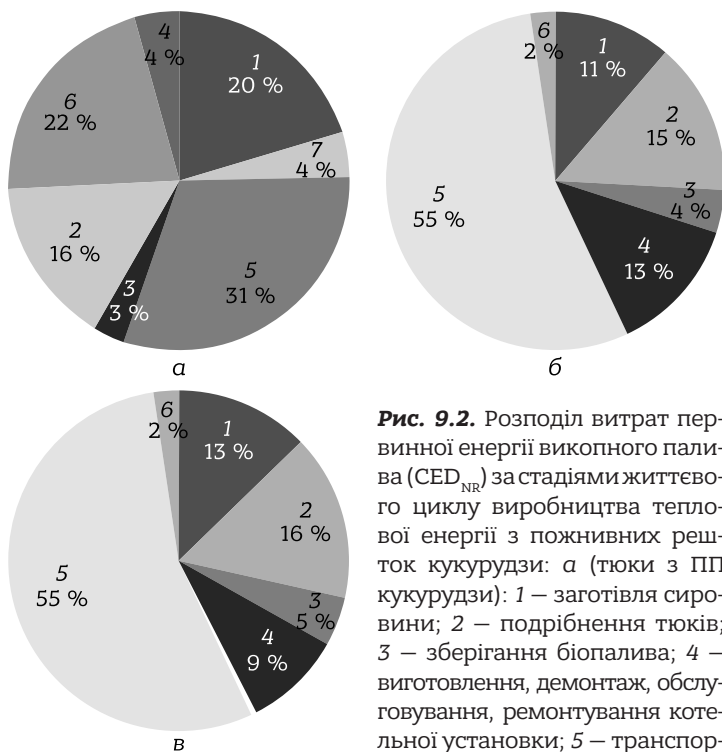 4
4 %
1
20 %
6
22 %
7
4 %
2
16 %
5
31 %
3
3 %
а
6
2 %
1
11 %
2
15 %
3
4 %
5
55 %
4
13 %
б
6
2 %
1
13 %
2
16 %
5
55 %
3
5 %
4
9 %
в
Рис. 9.2. Розподіл витрат пер-
винної енергії викопного пали-
ва (CED_NR) за стадіями життєво-
го циклу виробництва тепло-
вої енергії з пожнивних реш-
ток кукурудзи: а (тюки з ПП
кукурудзи): 1 — заготівля сиро-
вини; 2 — подрібнення тюків;
3 — зберігання біопалива; 4 —
виготовлення, демонтаж, обслу-
говування, ремонтування коте-
льної установки; 5 — транспор-